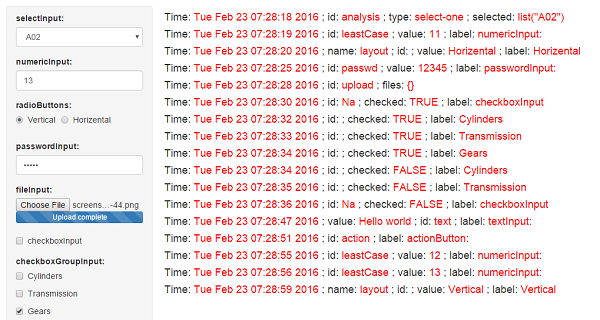 selectInput:
A02
numericInput:
13
radioButtons:
Vertical Horizental
passwordInput:
•••••
fileInput:
Choose File screens...-44.png
Upload complete
checkboxInput
checkboxGroupInput:
Cylinders
Transmission
Gears
Time: Tue Feb 23 07:28:18 2016 ; id: analysis ; type: select-one ; selected: list("A02")
Time: Tue Feb 23 07:28:19 2016 ; id: leastCase ; value: 11 ; label: numericInput:
Time: Tue Feb 23 07:28:20 2016 ; name: layout ; id: ; value: Horizental ; label: Horizental
Time: Tue Feb 23 07:28:25 2016 ; id: passwd ; value: 12345 ; label: passwordInput:
Time: Tue Feb 23 07:28:28 2016 ; id: upload ; files: {}
Time: Tue Feb 23 07:28:30 2016 ; id: Na ; checked: TRUE ; label: checkboxInput
Time: Tue Feb 23 07:28:32 2016 ; id: ; checked: TRUE ; label: Cylinders
Time: Tue Feb 23 07:28:33 2016 ; id: ; checked: TRUE ; label: Transmission
Time: Tue Feb 23 07:28:34 2016 ; id: ; checked: TRUE ; label: Gears
Time: Tue Feb 23 07:28:34 2016 ; id: ; checked: FALSE ; label: Cylinders
Time: Tue Feb 23 07:28:35 2016 ; id: ; checked: FALSE ; label: Transmission
Time: Tue Feb 23 07:28:36 2016 ; id: Na ; checked: FALSE ; label: checkboxInput
Time: Tue Feb 23 07:28:47 2016 ; value: Hello world ; id: text ; label: textInput:
Time: Tue Feb 23 07:28:51 2016 ; id: action ; label: actionButton:
Time: Tue Feb 23 07:28:55 2016 ; id: leastCase ; value: 12 ; label: numericInput:
Time: Tue Feb 23 07:28:56 2016 ; id: leastCase ; value: 13 ; label: numericInput:
Time: Tue Feb 23 07:28:59 2016 ; name: layout ; id: ; value: Vertical ; label: Vertical